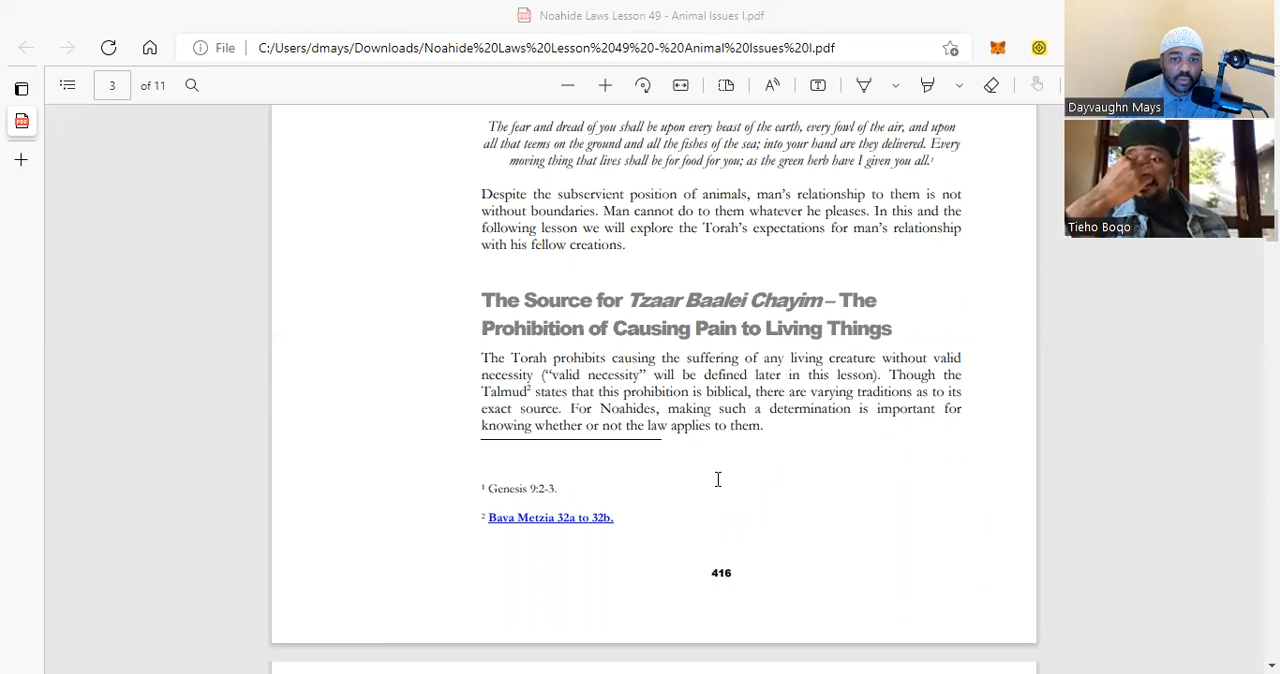 Noahide Laws Lesson 49 - Animal Issues I.pdf
File C:/Users/dmays/Downloads/Noahide%20Laws%20Lesson%2049%20-%20Animal%20Issues%20I.pdf
3 of 11
The fear and dread of you shall be upon every beast of the earth, every fowl of the air, and upon
all that teems on the ground and all the fishes of the sea; into your hand are they delivered. Every
moving thing that lives shall be for food for you; as the green herb have I given you all.¹
Despite the subservient position of animals, man's relationship to them is not
without boundaries. Man cannot do to them whatever he pleases. In this and the
following lesson we will explore the Torah's expectations for man's relationship
with his fellow creations.
The Source for Tzaar Baalei Chayim – The
Prohibition of Causing Pain to Living Things
The Torah prohibits causing the suffering of any living creature without valid
necessity ("valid necessity" will be defined later in this lesson). Though the
Talmud² states that this prohibition is biblical, there are varying traditions as to its
exact source. For Noahides, making such a determination is important for
knowing whether or not the law applies to them.
¹ Genesis 9:2-3.
² Bava Metzia 32a to 32b.
416
Dayvaughn Mays
Tieho Boqo